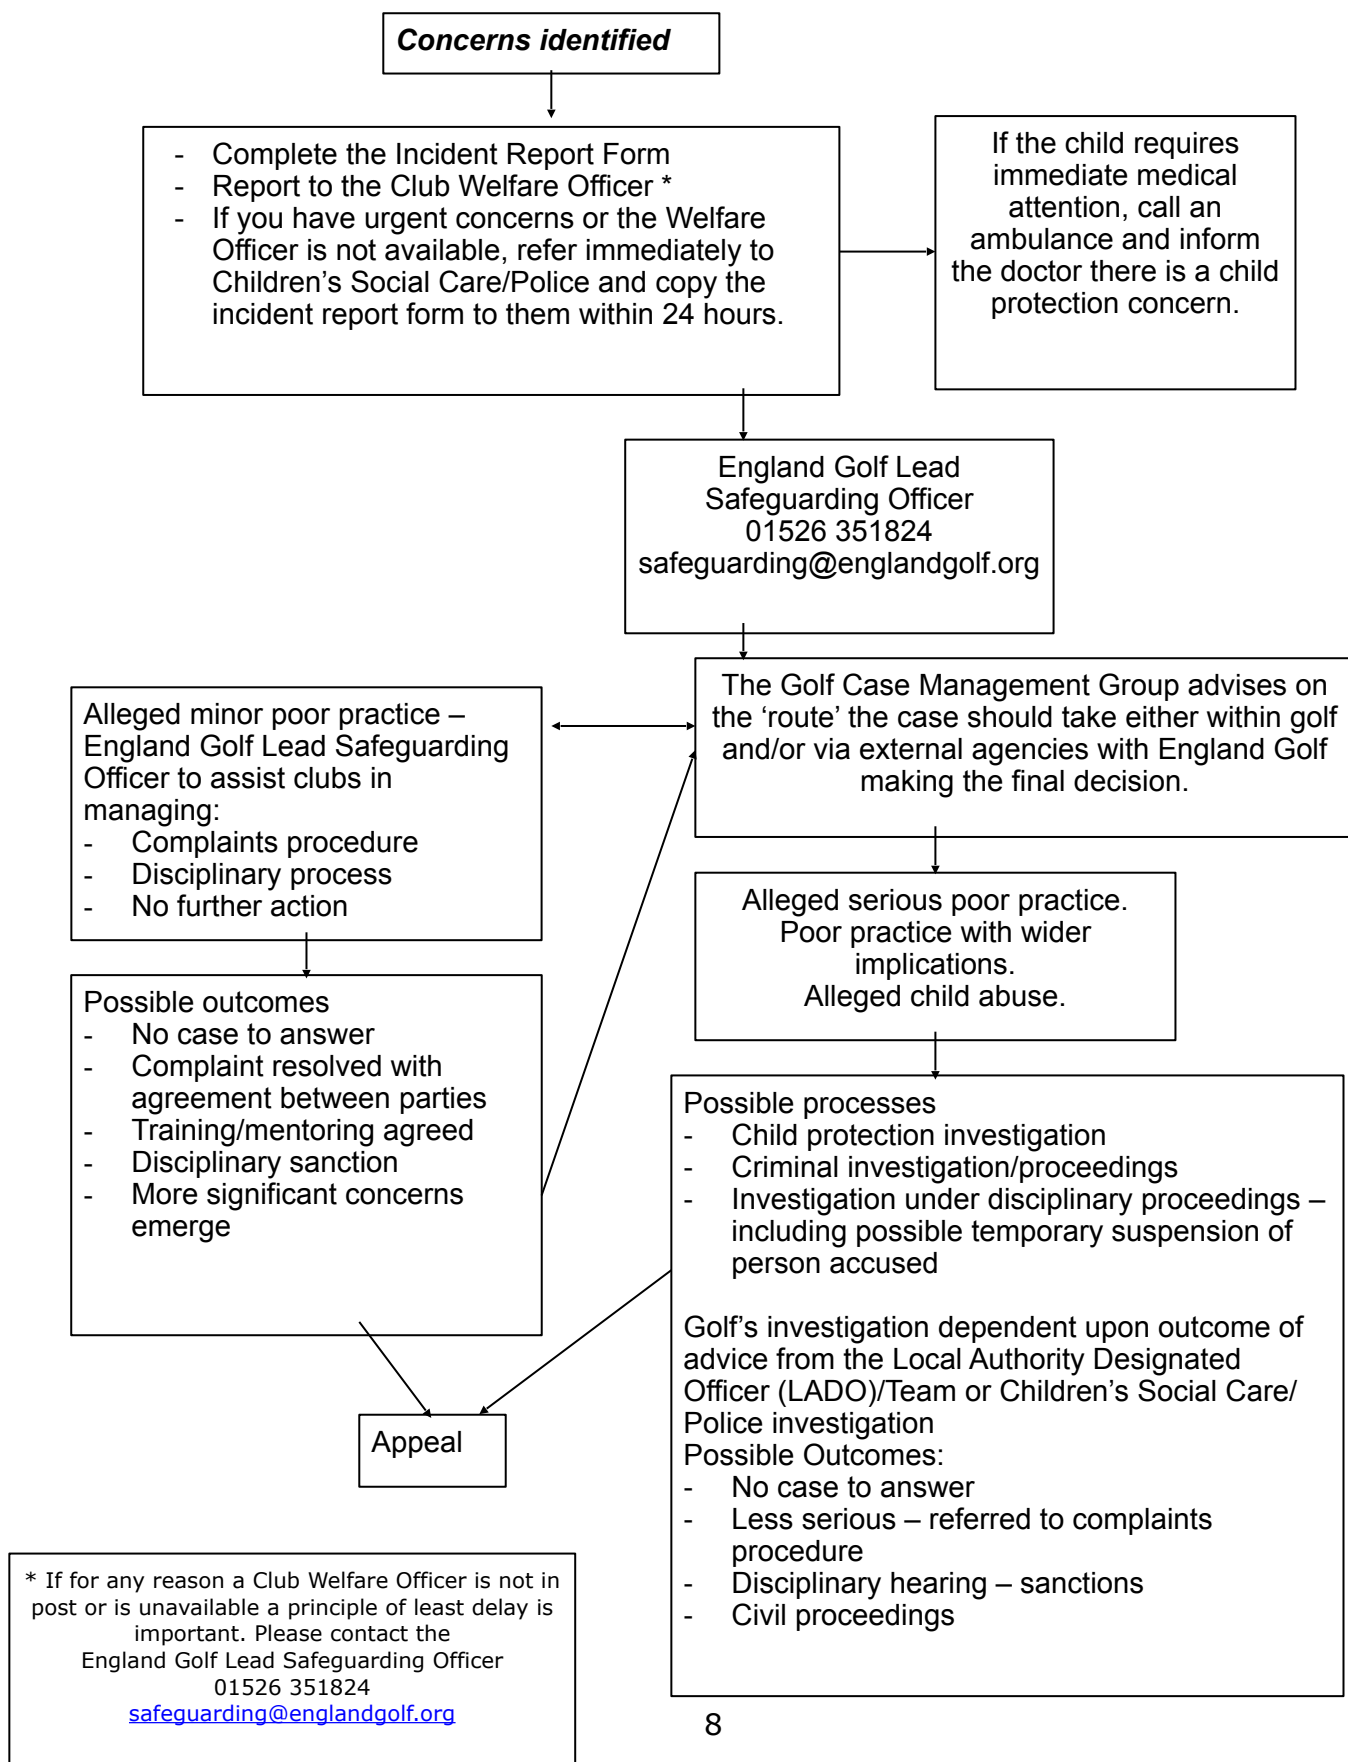 Concerns identified
- Complete the Incident Report Form
- Report to the Club Welfare Officer *
- If you have urgent concerns or the Welfare
Officer is not available, refer immediately to
Children’s Social Care/Police and copy the
incident report form to them within 24 hours.
If the child requires
immediate medical
attention, call an
ambulance and inform
the doctor there is a child
protection concern.
England Golf Lead
Safeguarding Officer
01526 351824
safeguarding@englandgolf.org
The Golf Case Management Group advises on
the ‘route’ the case should take either within golf
and/or via external agencies with England Golf
making the final decision.
Alleged minor poor practice –
England Golf Lead Safeguarding
Officer to assist clubs in
managing:
- Complaints procedure
- Disciplinary process
- No further action
Alleged serious poor practice.
Poor practice with wider
implications.
Alleged child abuse.
Possible outcomes
- No case to answer
- Complaint resolved with
agreement between parties
- Training/mentoring agreed
- Disciplinary sanction
- More significant concerns
emerge
Possible processes
- Child protection investigation
- Criminal investigation/proceedings
- Investigation under disciplinary proceedings –
including possible temporary suspension of
person accused
Golf’s investigation dependent upon outcome of
advice from the Local Authority Designated
Officer (LADO)/Team or Children’s Social Care/
Police investigation
Possible Outcomes:
- No case to answer
- Less serious – referred to complaints
procedure
- Disciplinary hearing – sanctions
- Civil proceedings
Appeal
* If for any reason a Club Welfare Officer is not in
post or is unavailable a principle of least delay is
important. Please contact the
England Golf Lead Safeguarding Officer
01526 351824
safeguarding@englandgolf.org
8